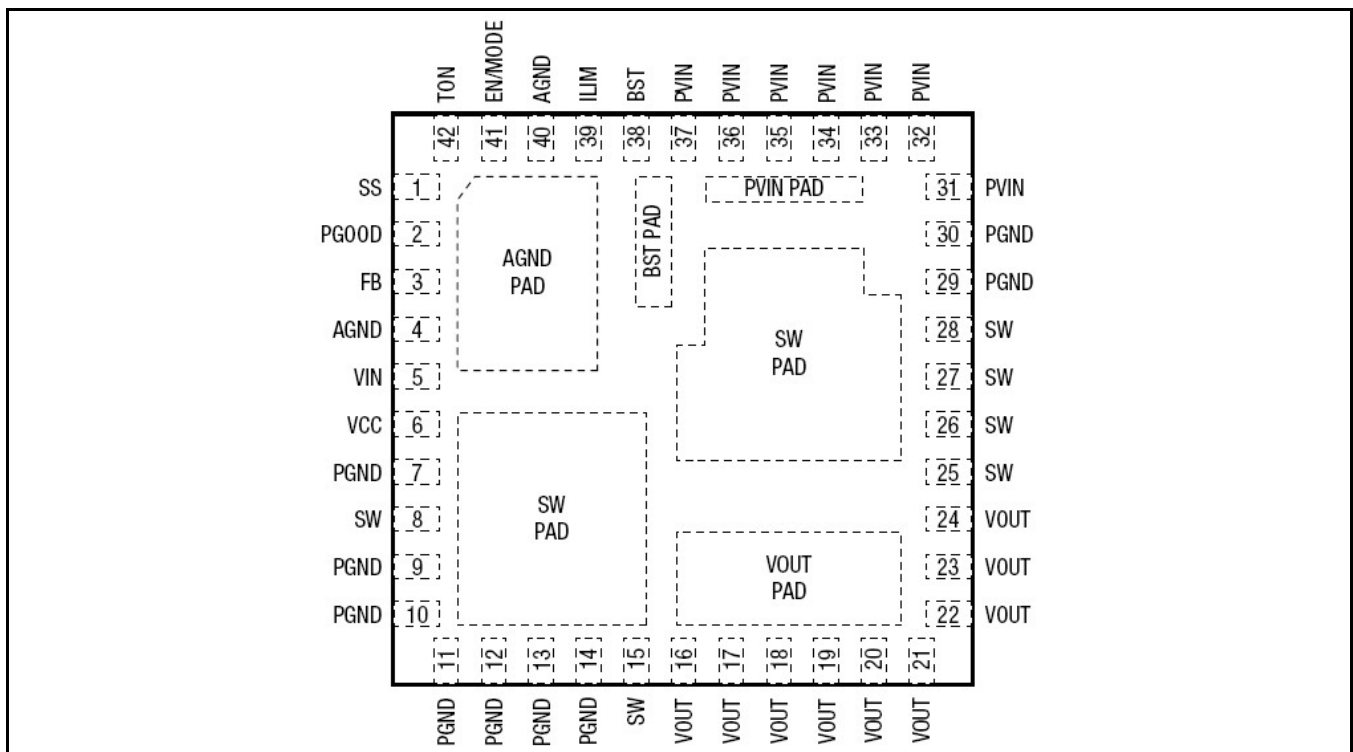 TON
EN/MODE
AGND
ILIM
BST
PVIN
PVIN
PVIN
PVIN
PVIN
PVIN
42
41
40
39
38
37
36
35
34
33
32
SS 1
PGOOD 2
FB 3
AGND 4
VIN 5
VCC 6
PGND 7
SW 8
PGND 9
PGND 10
AGND
PAD
BST PAD
PVIN PAD
SW
PAD
SW
PAD
VOUT
PAD
31 PVIN
30 PGND
29 PGND
28 SW
27 SW
26 SW
25 SW
24 VOUT
23 VOUT
22 VOUT
11
12
13
14
15
16
17
18
19
20
21
PGND
PGND
PGND
PGND
SW
VOUT
VOUT
VOUT
VOUT
VOUT
VOUT